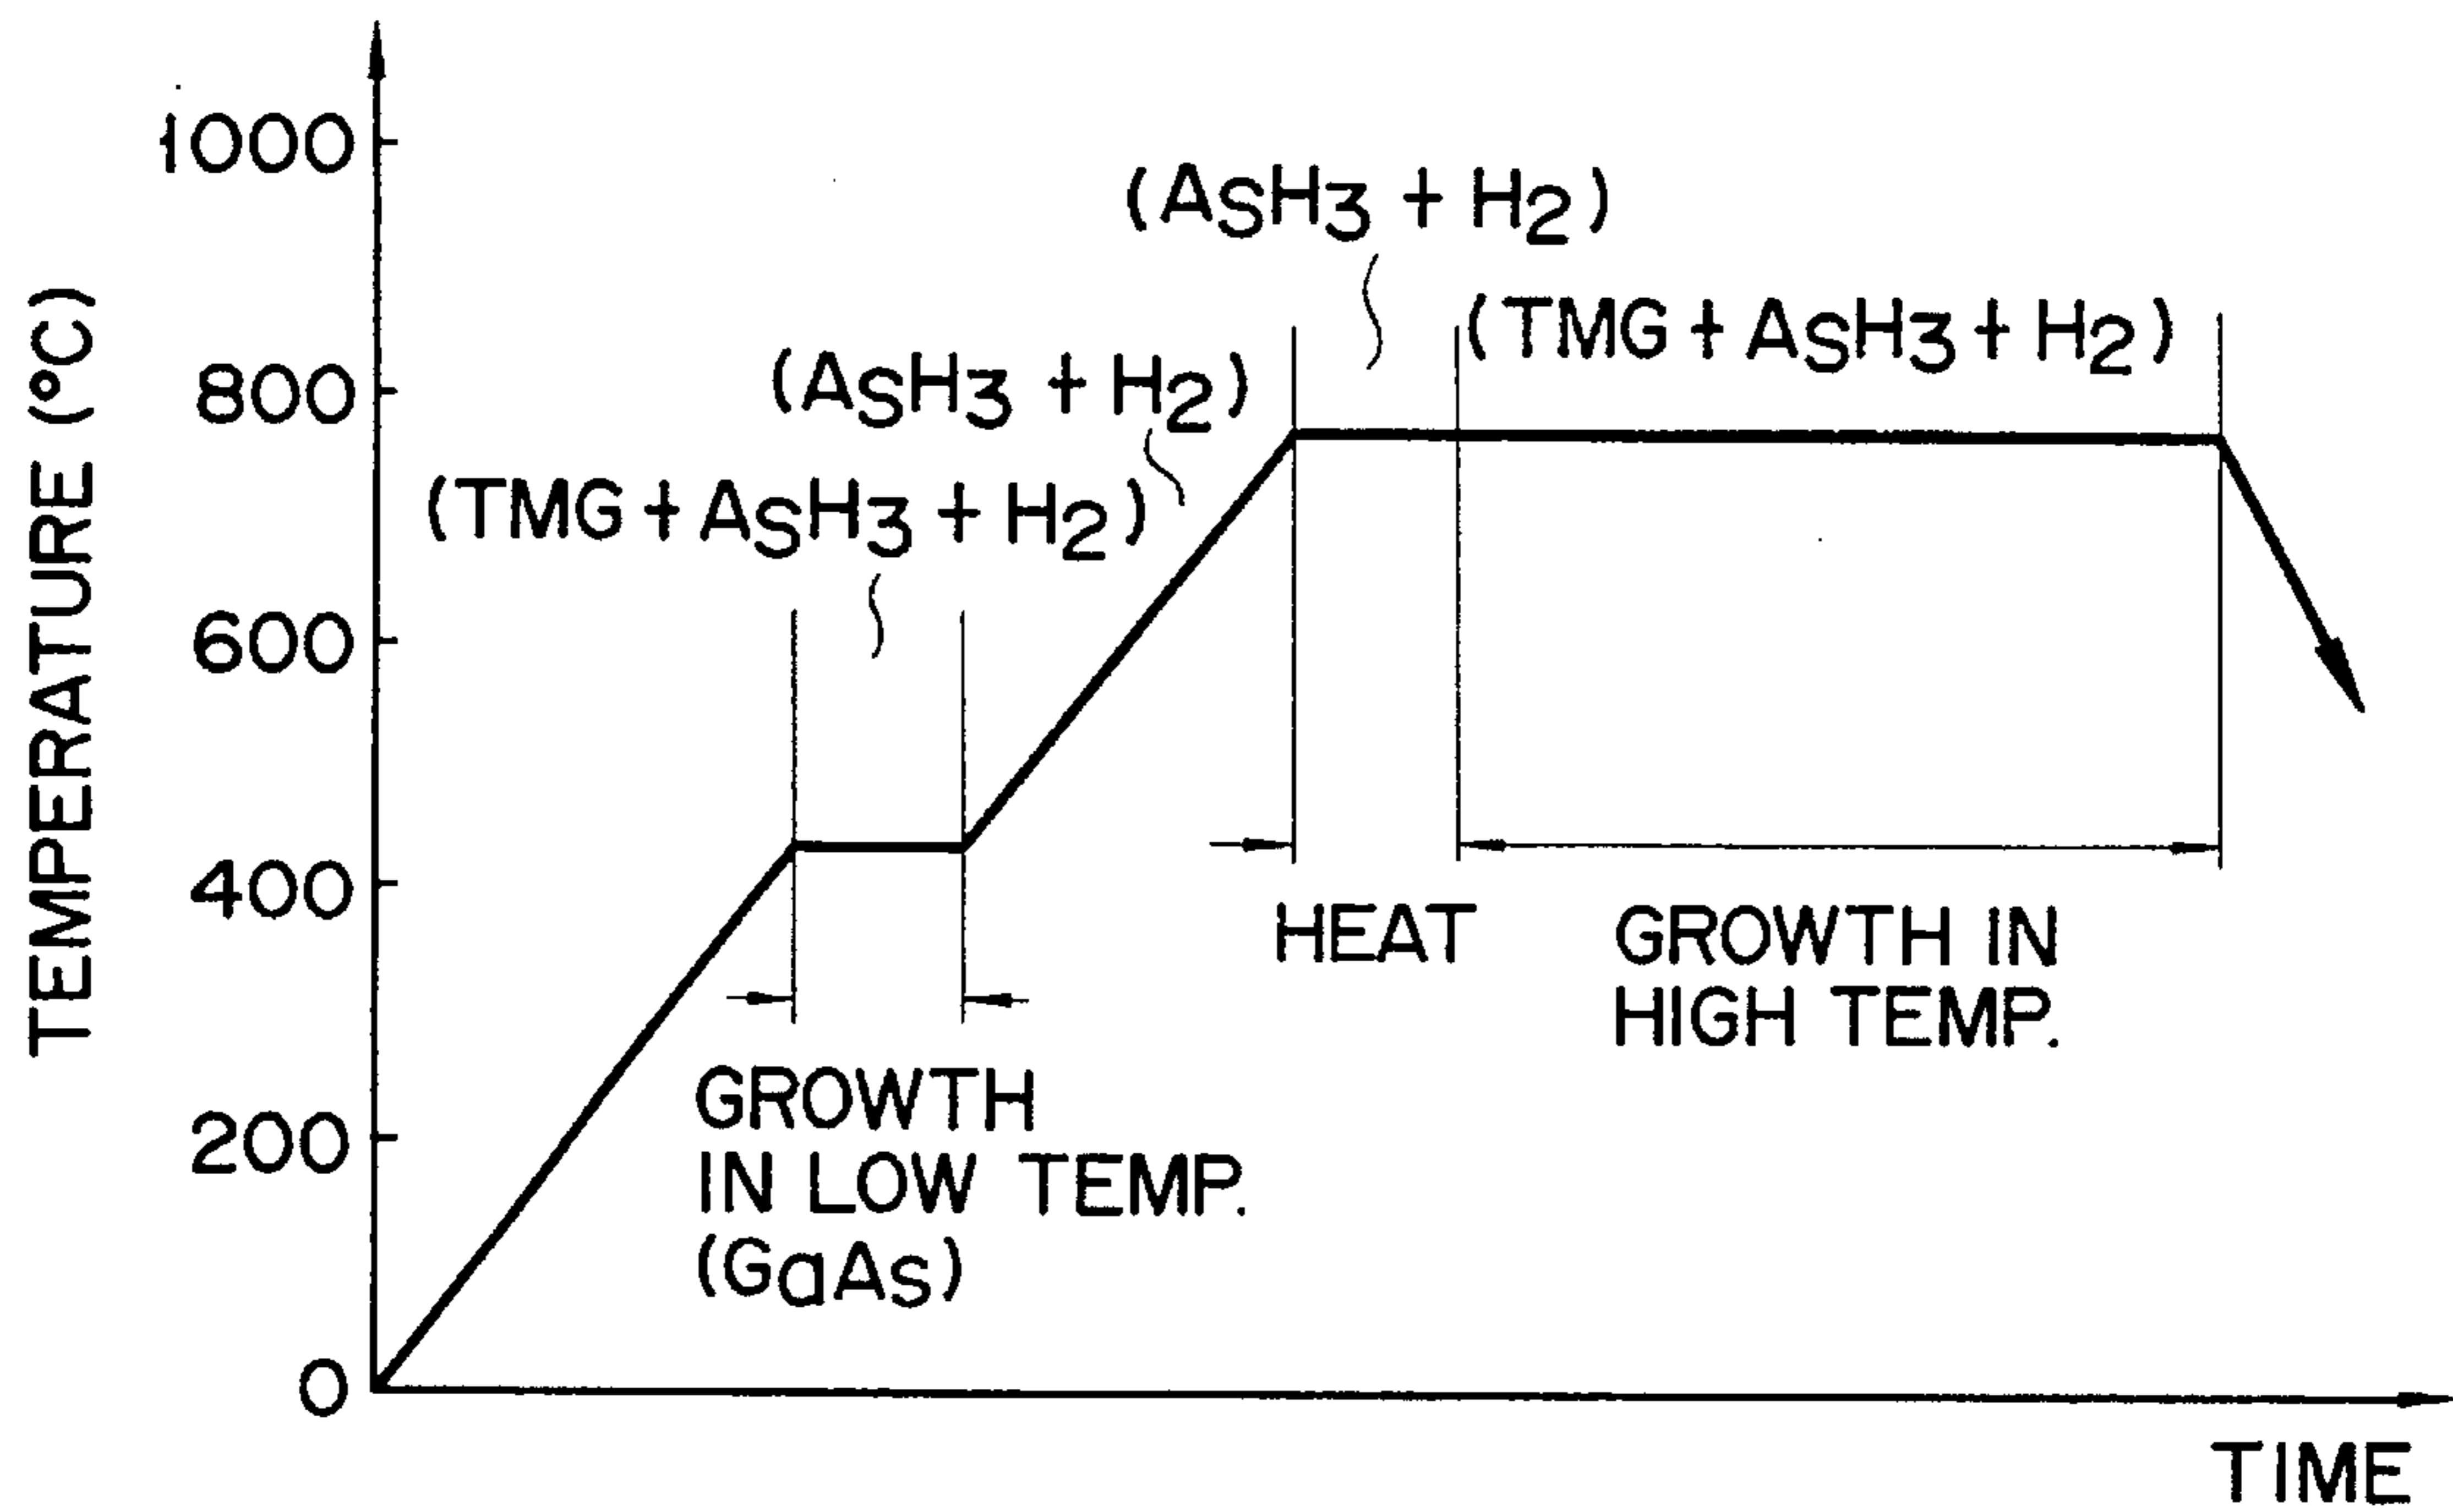 TEMPERATURE (°C)
1000
800
600
400
200
0
(AsH3 + H2)
(TMG + AsH3 + H2)
(AsH3 + H2)
(TMG + AsH3 + H2)
HEAT
GROWTH IN
HIGH TEMP.
GROWTH
IN LOW TEMP.
(GaAs)
TIME